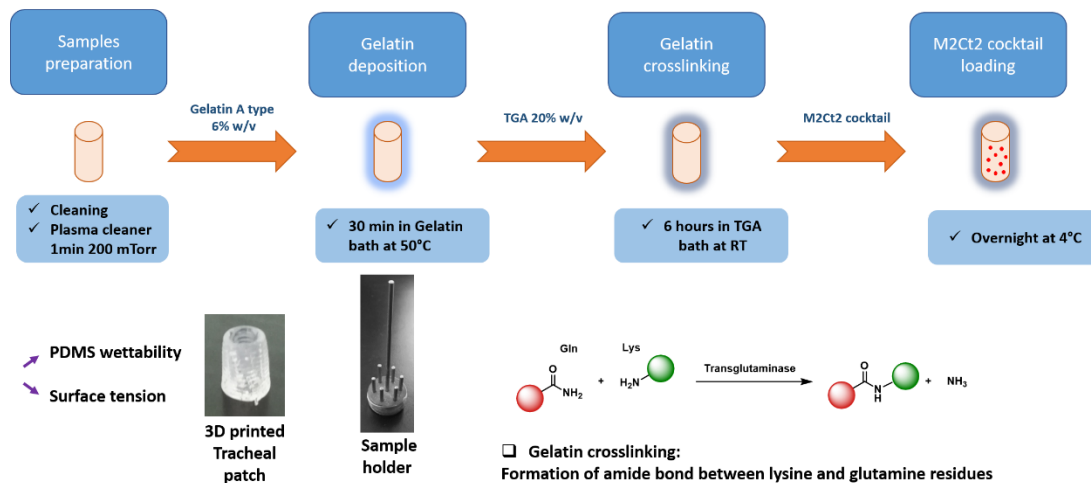 Samples
preparation
Gelatin
deposition
Gelatin
crosslinking
M2Ct2 cocktail
loading
Gelatin A type
6% w/v
TGA 20% w/v
M2Ct2 cocktail
✓ Cleaning
✓ Plasma cleaner
1min 200 mTorr
✓ 30 min in Gelatin
bath at 50°C
✓ 6 hours in TGA
bath at RT
✓ Overnight at 4°C
PDMS wettability
Surface tension
3D printed
Tracheal
patch
Sample
holder
Gln
Lys
O
NH₂
+
H₂N
Transglutaminase
O
N
H
+ NH₃
❑ Gelatin crosslinking:
Formation of amide bond between lysine and glutamine residues